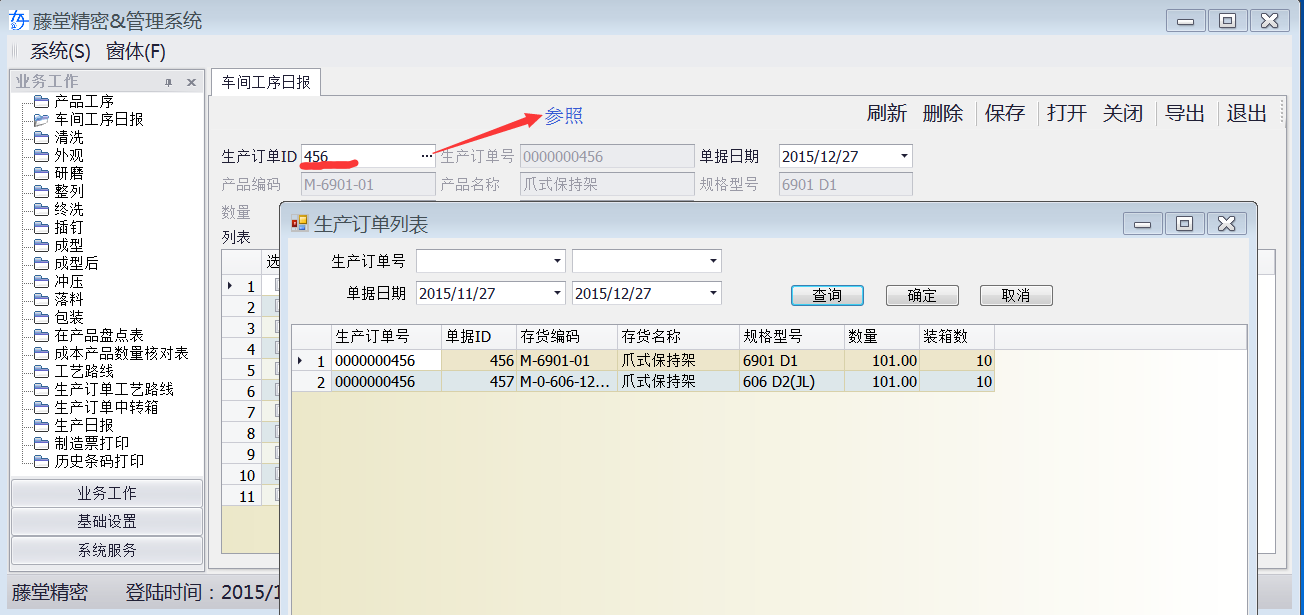 藤堂精密&管理系统
系统(S) 窗体(F)
业务工作
产品工序
车间工序日报
清洗
外观
研磨
整列
终洗
插钉
成型
成型后
冲压
落料
包装
在产品盘点表
成本产品数量核对表
工艺路线
生产订单工艺路线
生产订单中转箱
生产日报
制造票打印
历史条码打印
业务工作
基础设置
系统服务
车间工序日报
参照
刷新 删除 保存 打开 关闭 导出 退出
生产订单ID 456 ... 生产订单号 0000000456 单据日期 2015/12/27
产品编码 M-6901-01 产品名称 爪式保持架 规格型号 6901 D1
数量
列表
选
1
2
3
4
5
6
7
8
9
10
11
生产订单列表
生产订单号
单据日期 2015/11/27 2015/12/27
查询 确定 取消
生产订单号 单据ID 存货编码 存货名称 规格型号 数量 装箱数
1 0000000456 456 M-6901-01 爪式保持架 6901 D1 101.00 10
2 0000000456 457 M-0-606-12... 爪式保持架 606 D2(JL) 101.00 10
藤堂精密 登陆时间：2015/1